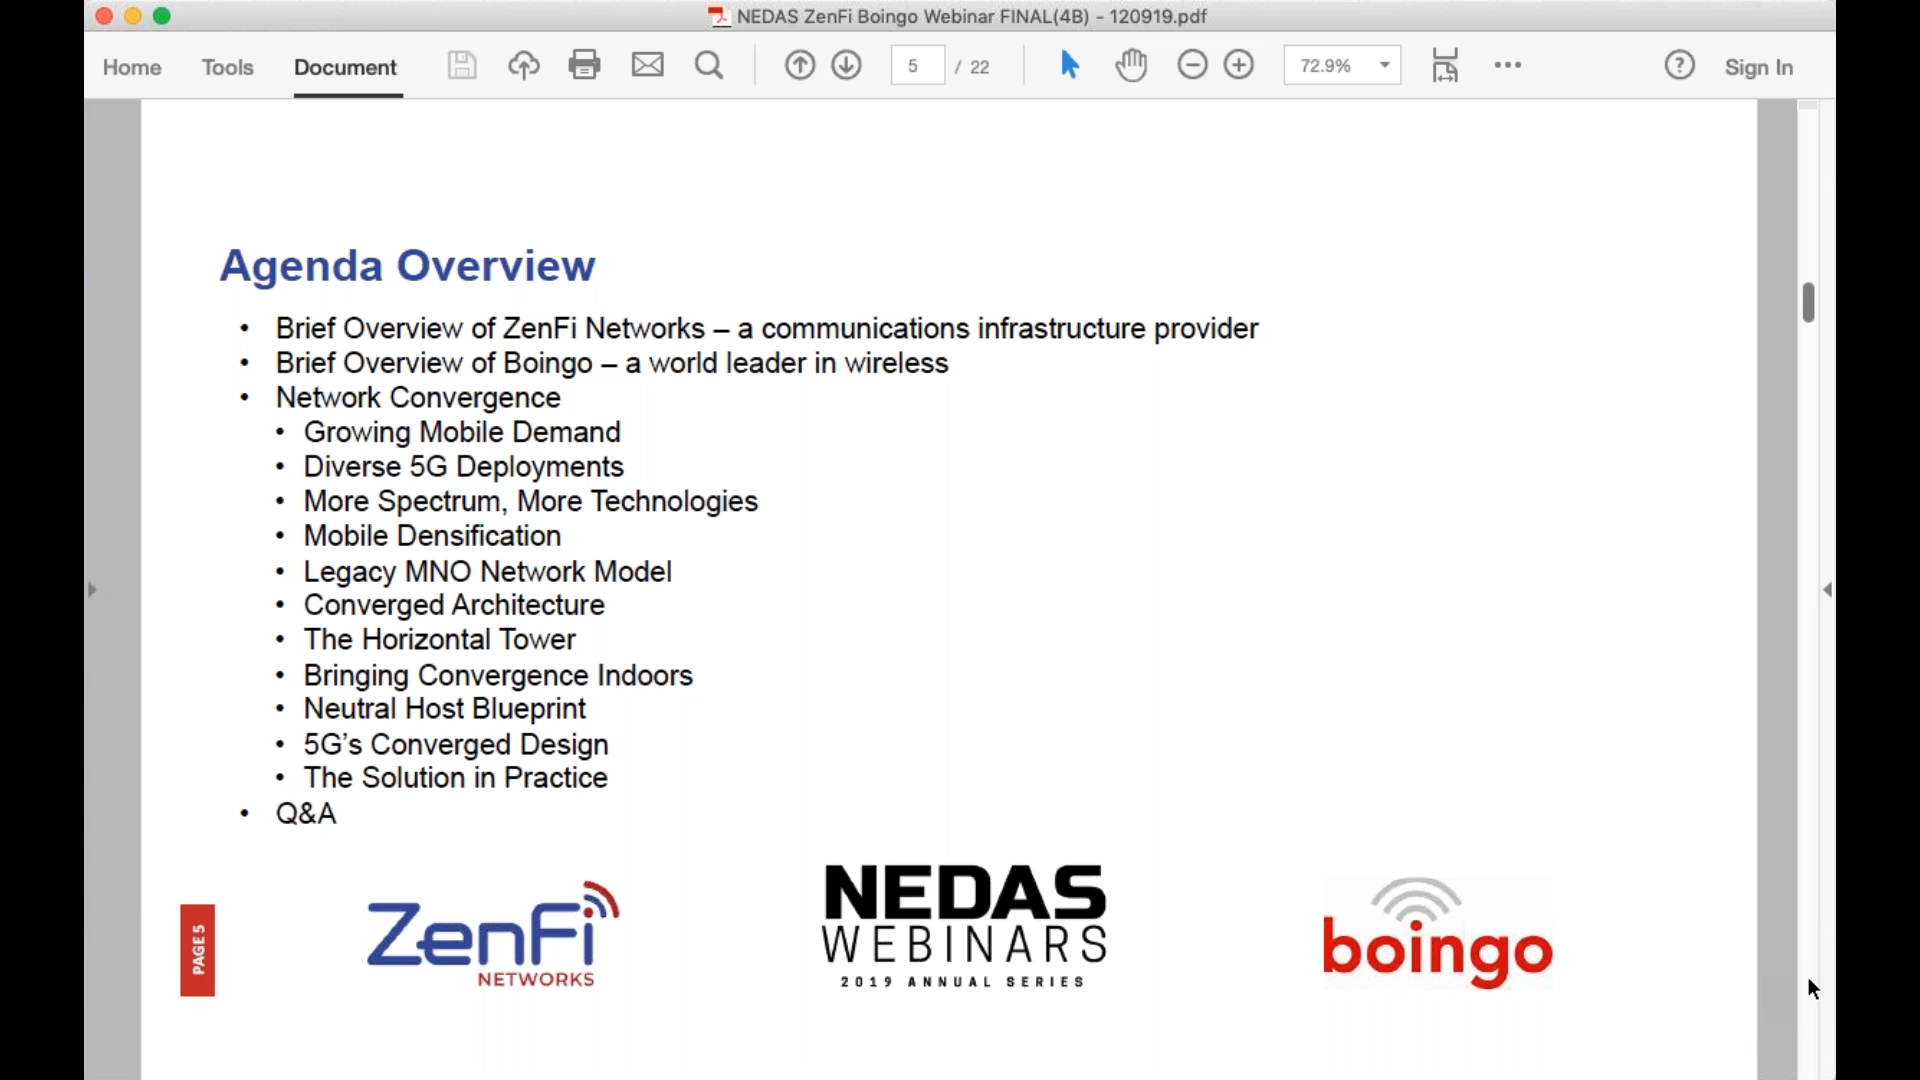 NEDAS ZenFi Boingo Webinar FINAL(4B) - 120919.pdf
Home Tools Document 5 / 22 72.9% Sign In
Agenda Overview
• Brief Overview of ZenFi Networks – a communications infrastructure provider
• Brief Overview of Boingo – a world leader in wireless
• Network Convergence
• Growing Mobile Demand
• Diverse 5G Deployments
• More Spectrum, More Technologies
• Mobile Densification
• Legacy MNO Network Model
• Converged Architecture
• The Horizontal Tower
• Bringing Convergence Indoors
• Neutral Host Blueprint
• 5G’s Converged Design
• The Solution in Practice
• Q&A
PAGE 5
ZenFi
NETWORKS
NEDAS
WEBINARS
2019 ANNUAL SERIES
boingo